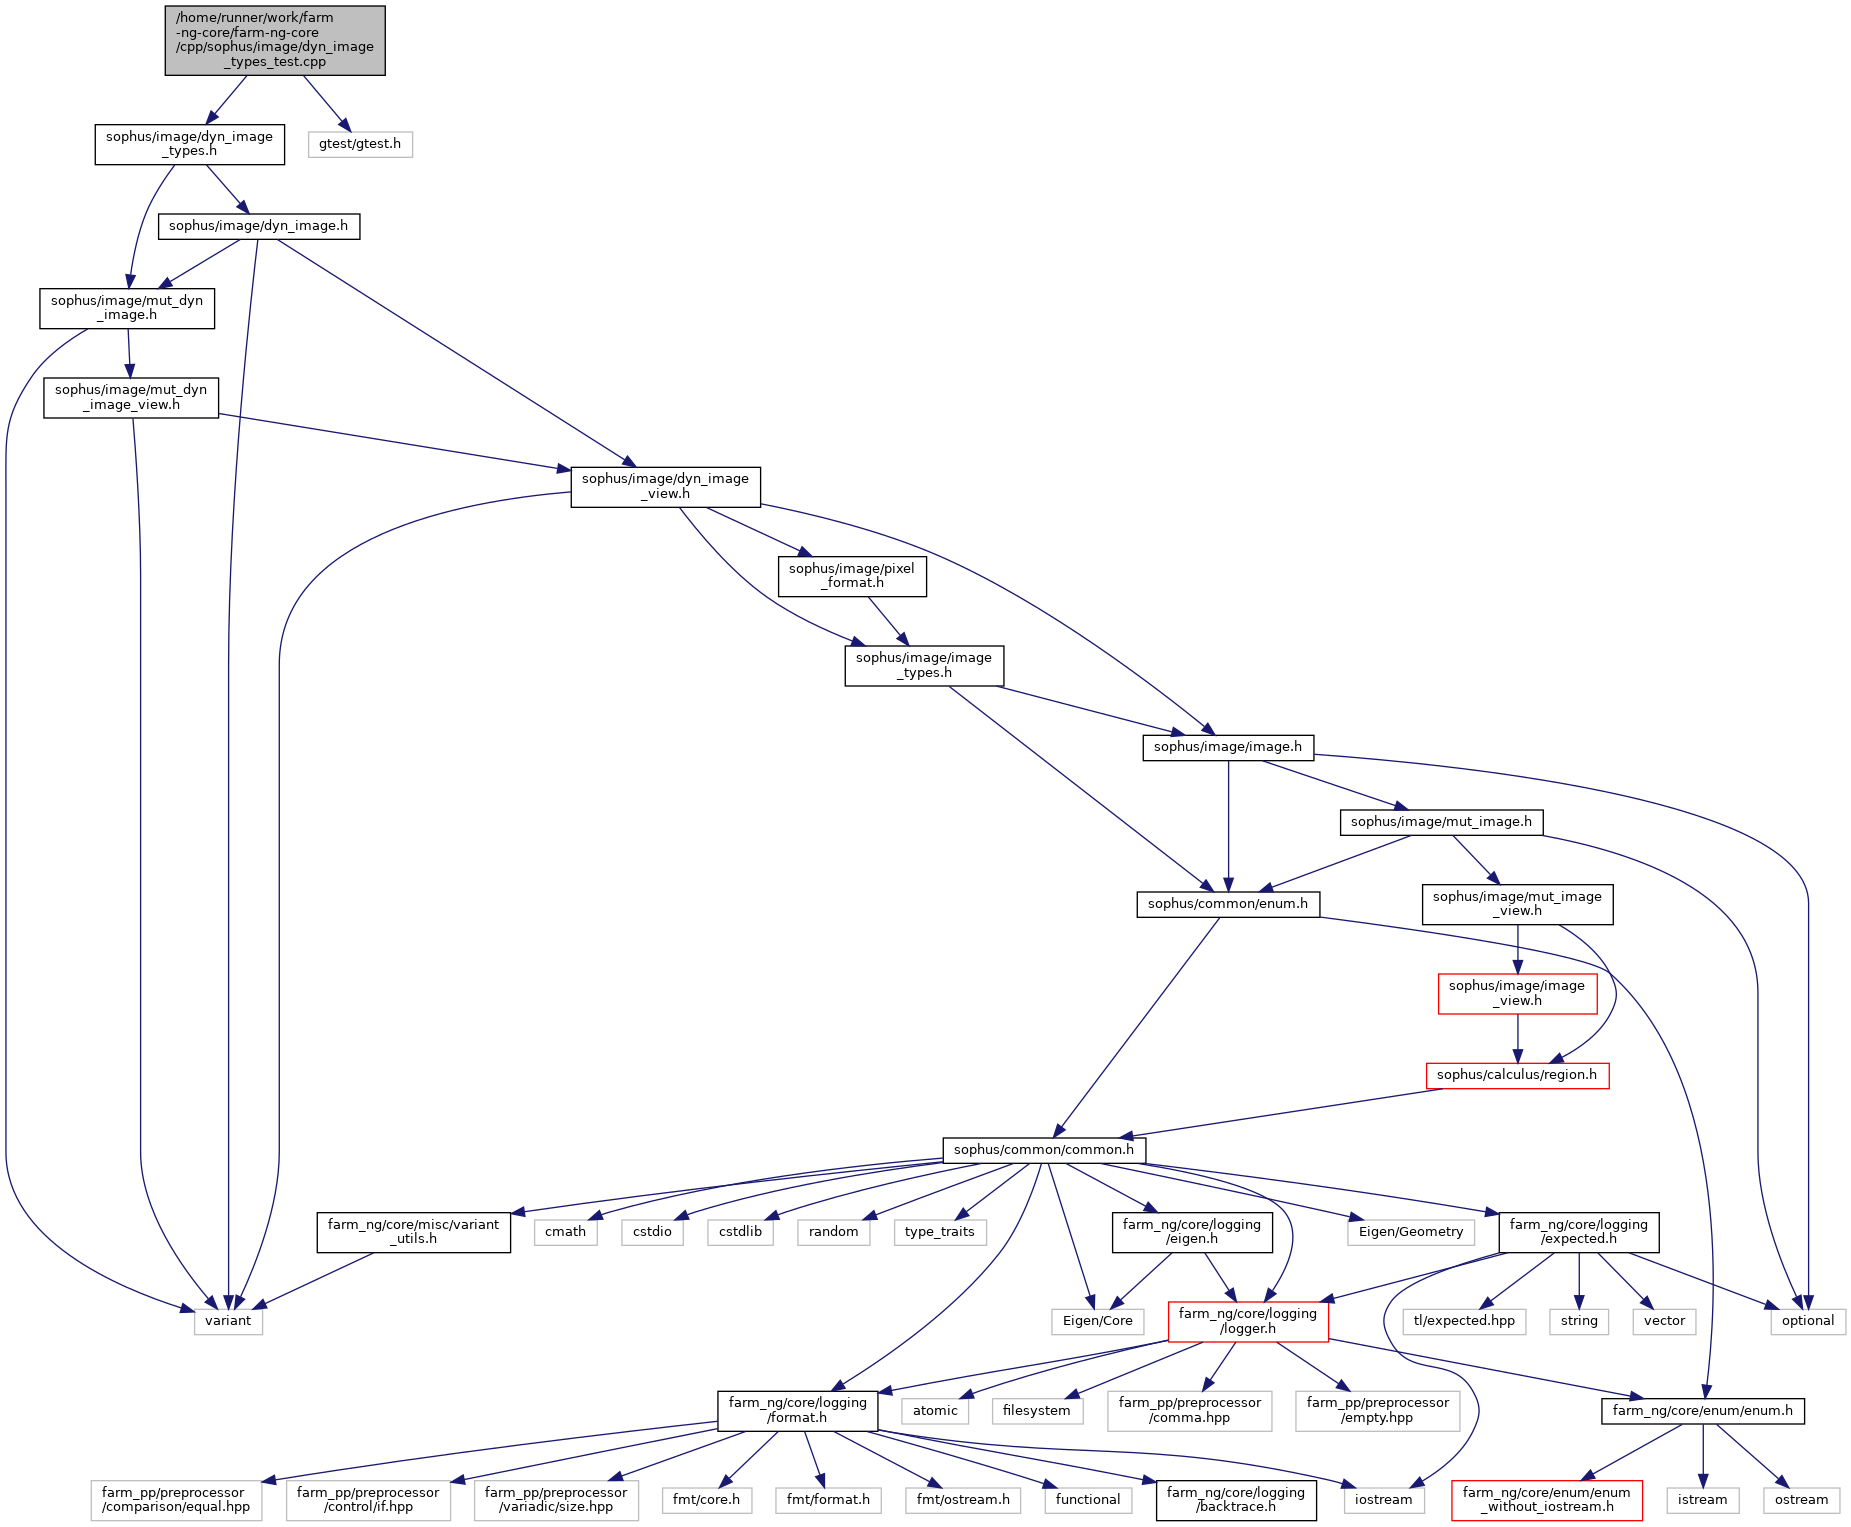 /home/runner/work/farm
-ng-core/farm-ng-core
/cpp/sophus/image/dyn_image
_types_test.cpp
sophus/image/dyn_image
_types.h
gtest/gtest.h
sophus/image/dyn_image.h
sophus/image/mut_dyn
_image.h
sophus/image/mut_dyn
_image_view.h
sophus/image/dyn_image
_view.h
sophus/image/pixel
_format.h
sophus/image/image
_types.h
sophus/image/image.h
sophus/image/mut_image.h
sophus/common/enum.h
sophus/image/mut_image
_view.h
sophus/image/image
_view.h
sophus/calculus/region.h
sophus/common/common.h
farm_ng/core/misc/variant
_utils.h
cmath
cstdio
cstdlib
random
type_traits
farm_ng/core/logging
/eigen.h
Eigen/Geometry
farm_ng/core/logging
/expected.h
variant
Eigen/Core
farm_ng/core/logging
/logger.h
tl/expected.hpp
string
vector
optional
farm_ng/core/logging
/format.h
atomic
filesystem
farm_pp/preprocessor
/comma.hpp
farm_pp/preprocessor
/empty.hpp
farm_ng/core/enum/enum.h
farm_pp/preprocessor
/comparison/equal.hpp
farm_pp/preprocessor
/control/if.hpp
farm_pp/preprocessor
/variadic/size.hpp
fmt/core.h
fmt/format.h
fmt/ostream.h
functional
farm_ng/core/logging
/backtrace.h
iostream
farm_ng/core/enum/enum
_without_iostream.h
istream
ostream